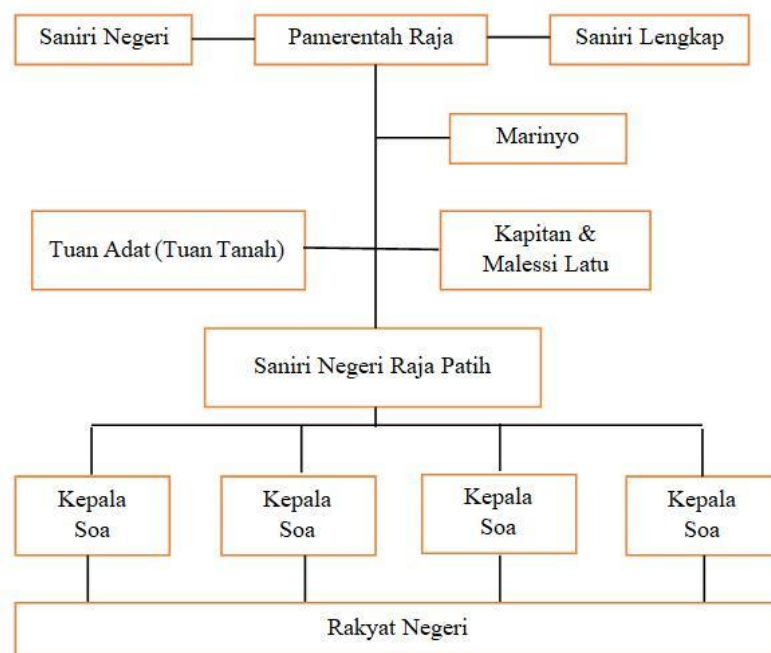 Saniri Negeri
Pamerentah Raja
Saniri Lengkap
Marinyo
Tuan Adat (Tuan Tanah)
Kapitan &
Malessi Latu
Saniri Negeri Raja Patih
Kepala
Soa
Kepala
Soa
Kepala
Soa
Kepala
Soa
Rakyat Negeri